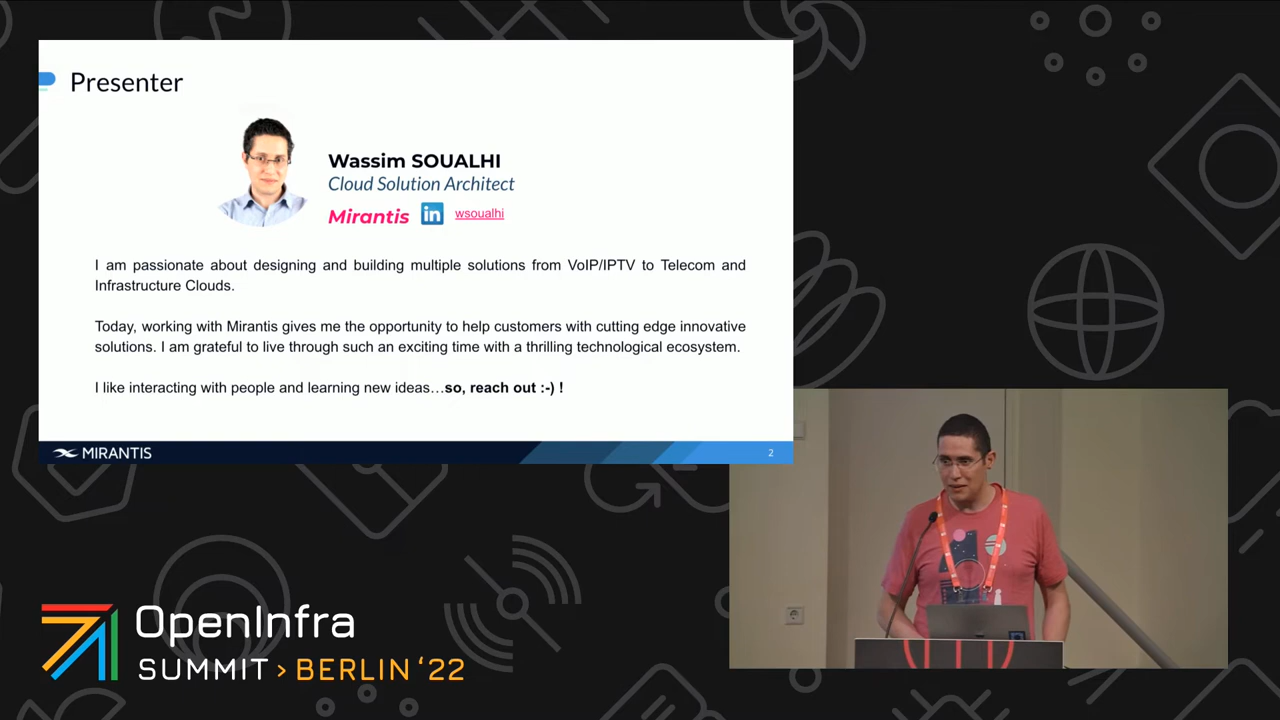 Presenter
Wassim SOUALHI
Cloud Solution Architect
Mirantis in wsoualhi
I am passionate about designing and building multiple solutions from VoIP/IPTV to Telecom and
Infrastructure Clouds.
Today, working with Mirantis gives me the opportunity to help customers with cutting edge innovative
solutions. I am grateful to live through such an exciting time with a thrilling technological ecosystem.
I like interacting with people and learning new ideas…so, reach out :-) !
MIRANTIS
2
OpenInfra
SUMMIT > BERLIN ‘22